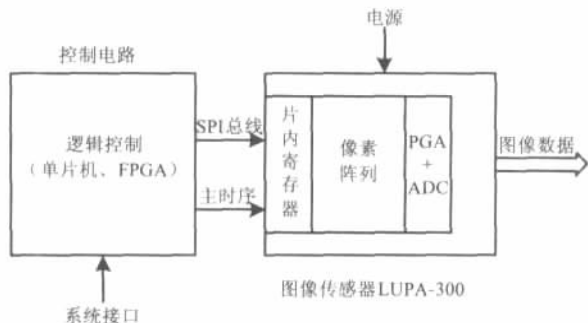 电源
控制电路
逻辑控制
(单片机、FPGA)
SPI总线
主时序
片内寄存器
像素
阵列
PGA
+
ADC
图像数据
系统接口
图像传感器LUPA-300